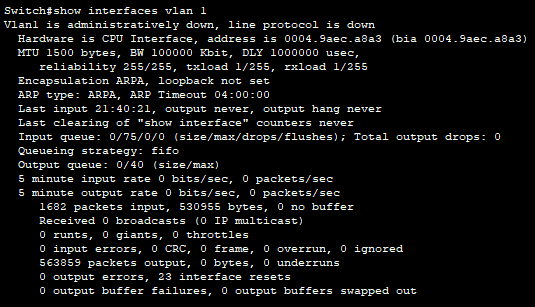 Switch#show interfaces vlan 1
Vlan1 is administratively down, line protocol is down
Hardware is CPU Interface, address is 0004.9aec.a8a3 (bia 0004.9aec.a8a3)
MTU 1500 bytes, BW 100000 Kbit, DLY 1000000 usec,
reliability 255/255, txload 1/255, rxload 1/255
Encapsulation ARPA, loopback not set
ARP type: ARPA, ARP Timeout 04:00:00
Last input 21:40:21, output never, output hang never
Last clearing of "show interface" counters never
Input queue: 0/75/0/0 (size/max/drops/flushes); Total output drops: 0
Queueing strategy: fifo
Output queue: 0/40 (size/max)
5 minute input rate 0 bits/sec, 0 packets/sec
5 minute output rate 0 bits/sec, 0 packets/sec
1682 packets input, 530955 bytes, 0 no buffer
Received 0 broadcasts (0 IP multicast)
0 runts, 0 giants, 0 throttles
0 input errors, 0 CRC, 0 frame, 0 overrun, 0 ignored
563859 packets output, 0 bytes, 0 underruns
0 output errors, 23 interface resets
0 output buffer failures, 0 output buffers swapped out